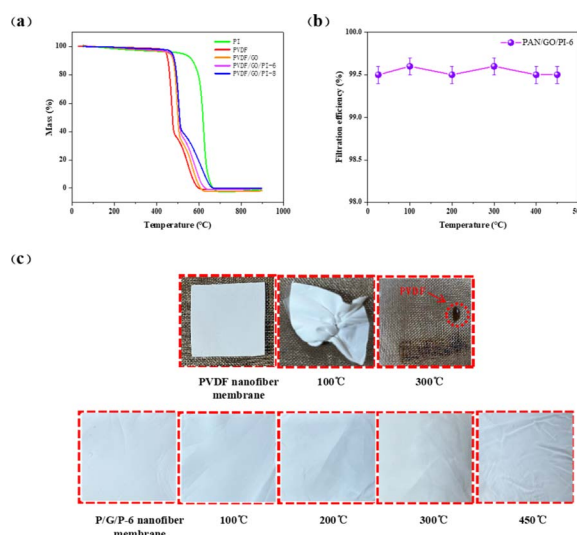 (a)
PI
PVDF
PVDF/GO
PVDF/GO/PI-6
PVDF/GO/PI-8
100
80
60
40
20
0
Mass (%)
0 200 400 600 800 1000
Temperature (℃)
(b)
PAN/GO/PI-6
100.0
99.5
99.0
98.5
98.0
Filtration efficiency (%)
0 100 200 300 400 500
Temperature (℃)
(c)
PVDF
PVDF nanofiber
membrane
100℃
300℃
P/G/P-6 nanofiber
membrane
100℃
200℃
300℃
450℃